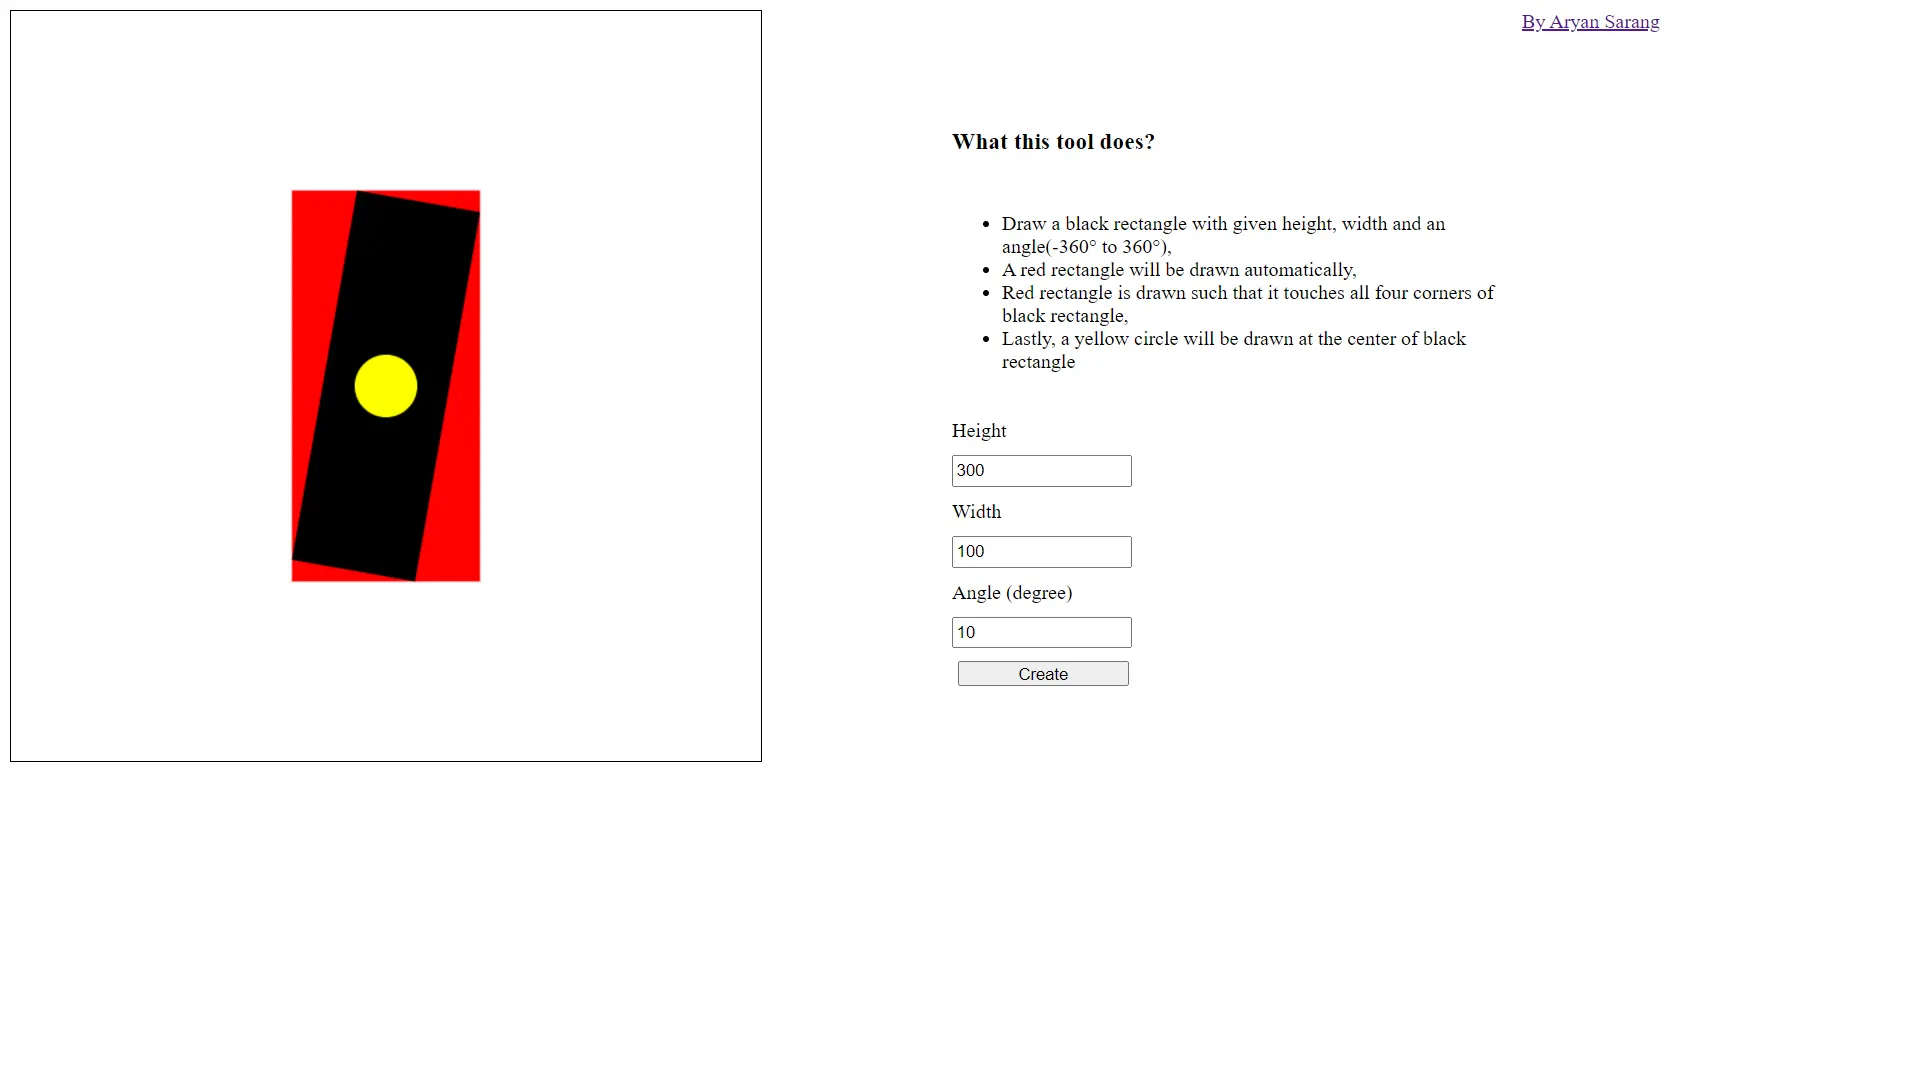 By Aryan Sarang
What this tool does?
Draw a black rectangle with given height, width and an
angle(-360° to 360°),
A red rectangle will be drawn automatically,
Red rectangle is drawn such that it touches all four corners of
black rectangle,
Lastly, a yellow circle will be drawn at the center of black
rectangle
Height
300
Width
100
Angle (degree)
10
Create